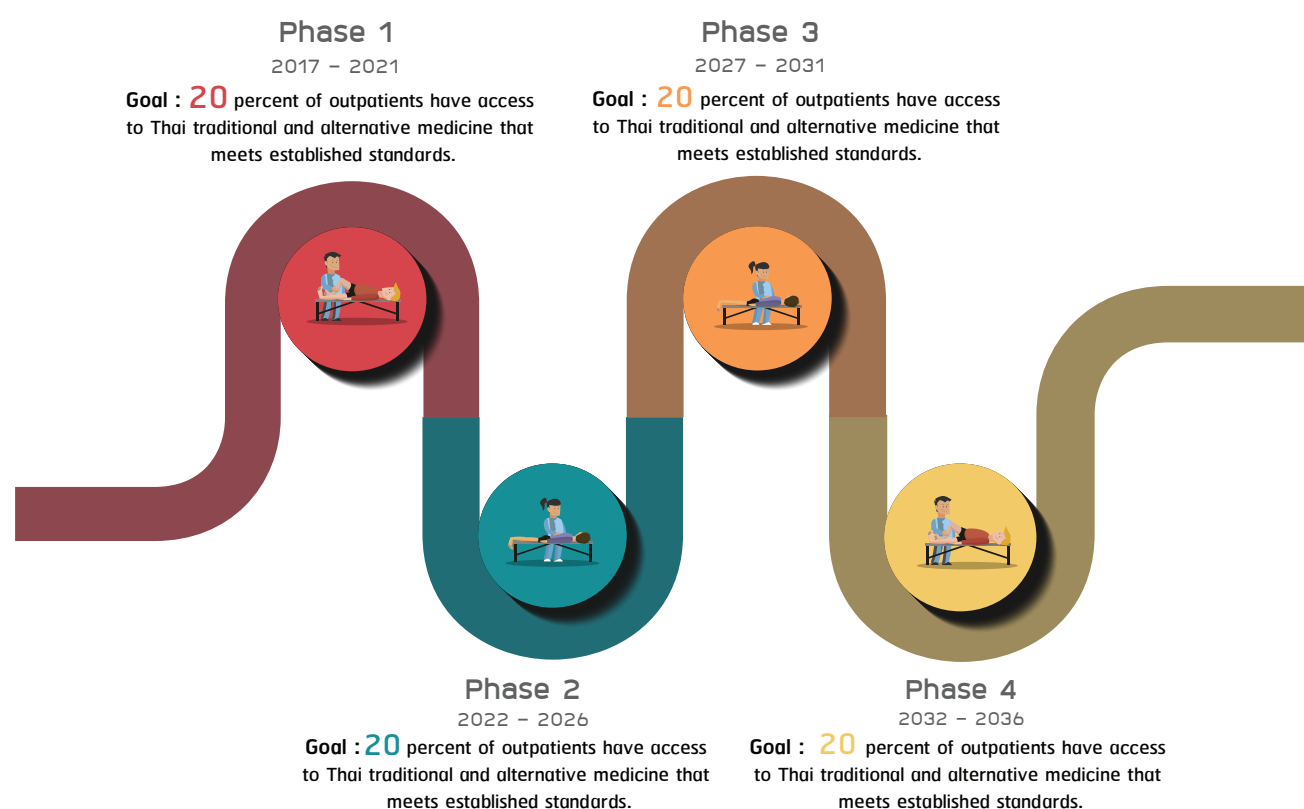 Phase 1
2017 – 2021
Goal : 20 percent of outpatients have access
to Thai traditional and alternative medicine that
meets established standards.
Phase 3
2027 – 2031
Goal : 20 percent of outpatients have access
to Thai traditional and alternative medicine that
meets established standards.
Phase 2
2022 – 2026
Goal : 20 percent of outpatients have access
to Thai traditional and alternative medicine that
meets established standards.
Phase 4
2032 – 2036
Goal : 20 percent of outpatients have access
to Thai traditional and alternative medicine that
meets established standards.